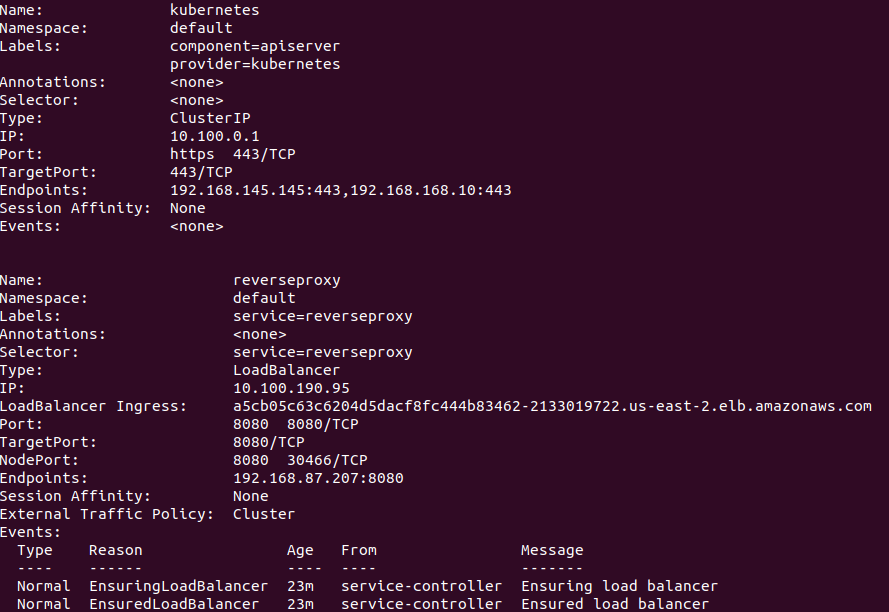 Name:              kubernetes
Namespace:         default
Labels:            component=apiserver
                   provider=kubernetes
Annotations:       <none>
Selector:          <none>
Type:              ClusterIP
IP:                10.100.0.1
Port:              https  443/TCP
TargetPort:        443/TCP
Endpoints:         192.168.145.145:443,192.168.168.10:443
Session Affinity:  None
Events:            <none>
Name:                     reverseproxy
Namespace:                default
Labels:                   service=reverseproxy
Annotations:              <none>
Selector:                 service=reverseproxy
Type:                     LoadBalancer
IP:                       10.100.190.95
LoadBalancer Ingress:     a5cb05c63c6204d5dacf8fc444b83462-2133019722.us-east-2.elb.amazonaws.com
Port:                     8080  8080/TCP
TargetPort:               8080/TCP
NodePort:                 8080  30466/TCP
Endpoints:                192.168.87.207:8080
Session Affinity:         None
External Traffic Policy:  Cluster
Events:
  Type    Reason                Age   From                Message
  ----    ------                ----  ----                -------
  Normal  EnsuringLoadBalancer  23m   service-controller  Ensuring load balancer
  Normal  EnsuredLoadBalancer   23m   service-controller  Ensured load balancer